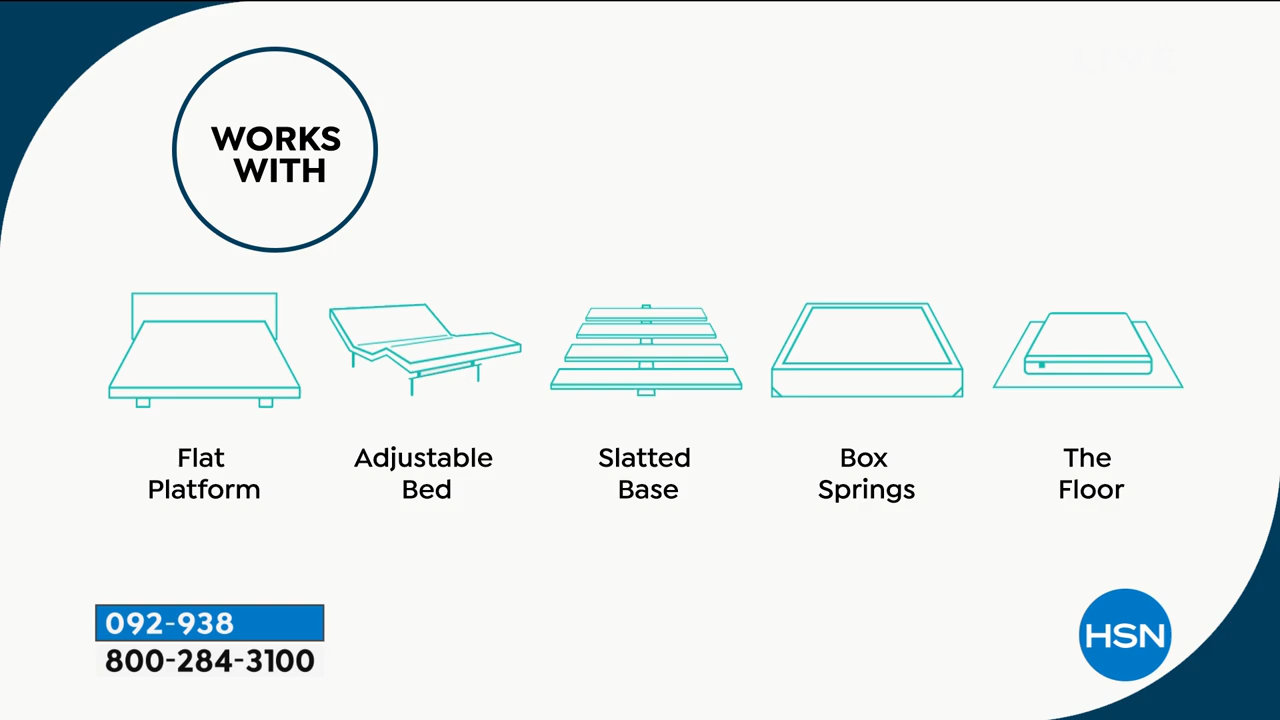 WORKS
WITH
Flat
Platform
Adjustable
Bed
Slatted
Base
Box
Springs
The
Floor
092-938
800-284-3100
HSN